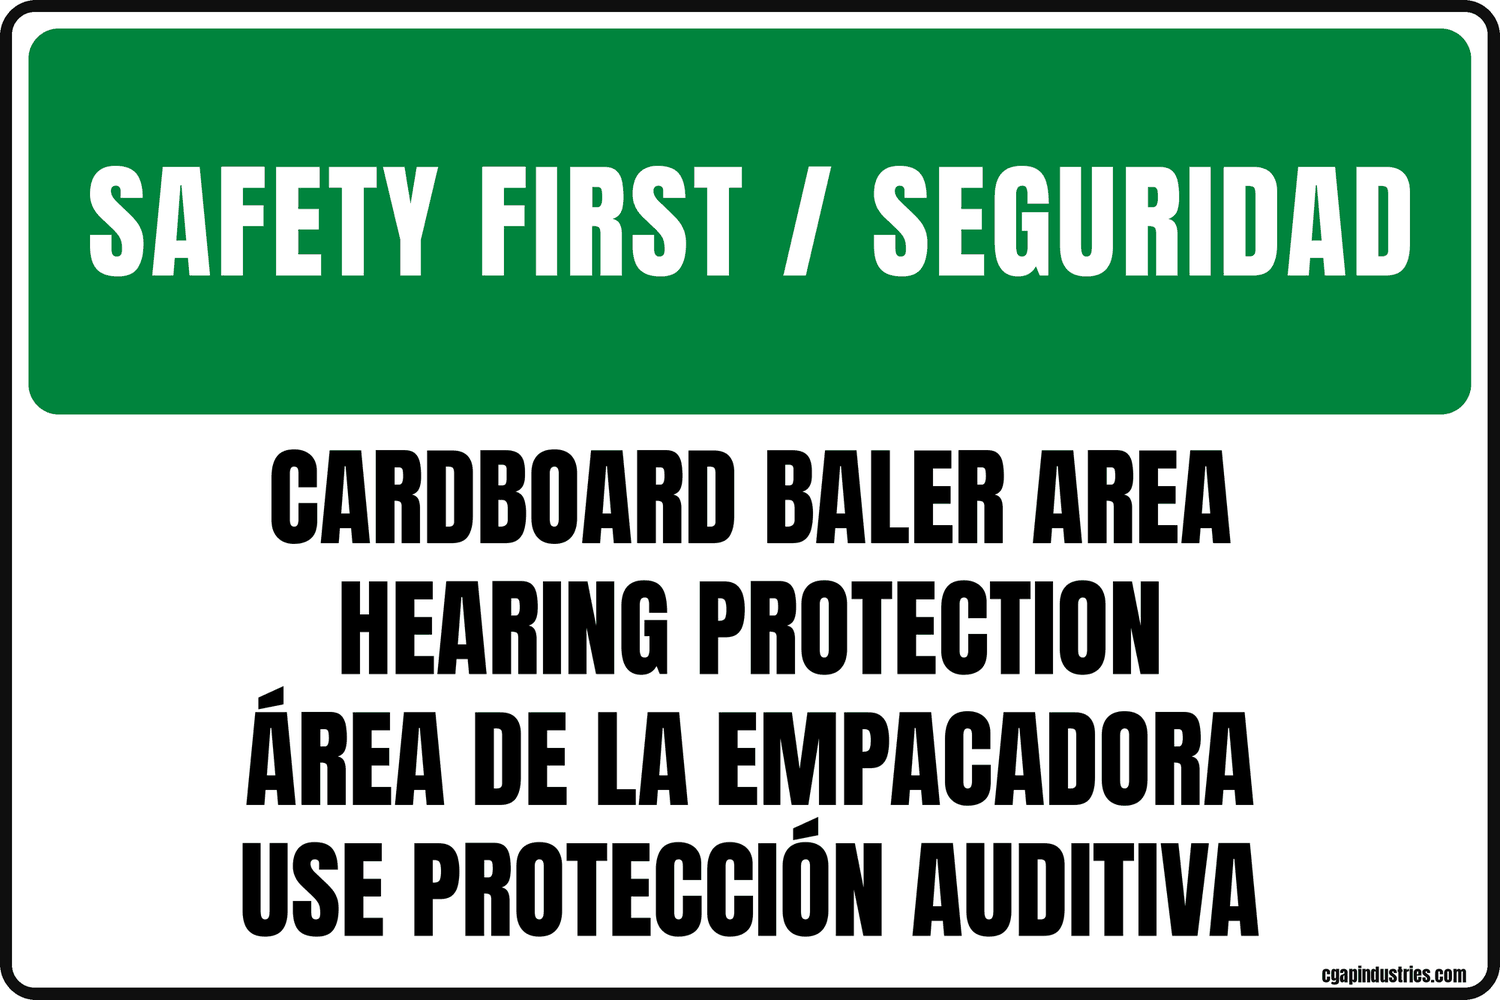 SAFETY FIRST / SEGURIDAD
CARDBOARD BALER AREA
HEARING PROTECTION
ÁREA DE LA EMPACADORA
USE PROTECCIÓN AUDITIVA
cgapindustries.com